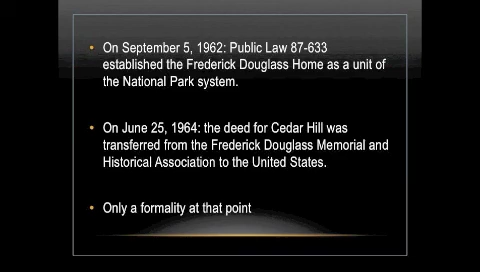 • On September 5, 1962: Public Law 87-633
established the Frederick Douglass Home as a unit of
the National Park system.
• On June 25, 1964: the deed for Cedar Hill was
transferred from the Frederick Douglass Memorial and
Historical Association to the United States.
• Only a formality at that point